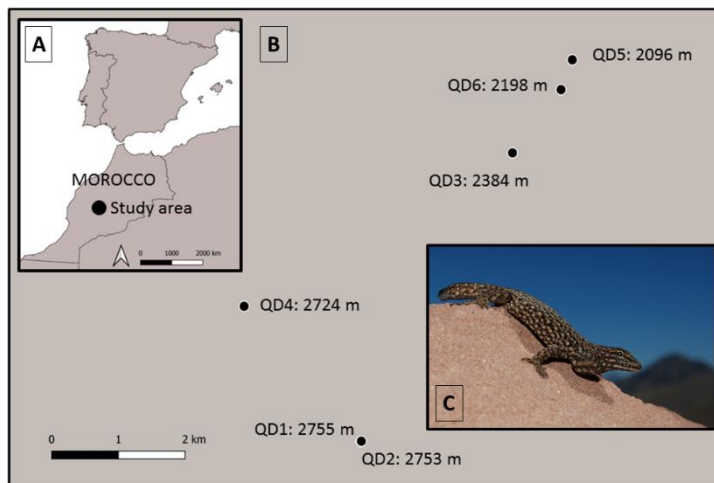 A
B
QD5: 2096 m
QD6: 2198 m
QD3: 2384 m
MOROCCO
Study area
0 1000 2000 km
QD4: 2724 m
C
QD1: 2755 m
QD2: 2753 m
0 1 2 km